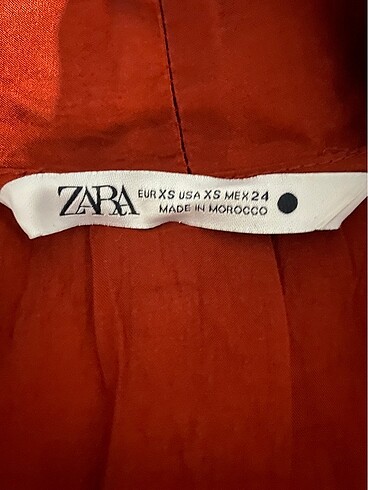 ZARA
EUR XS USA XS MEX 24
MADE IN MOROCCO